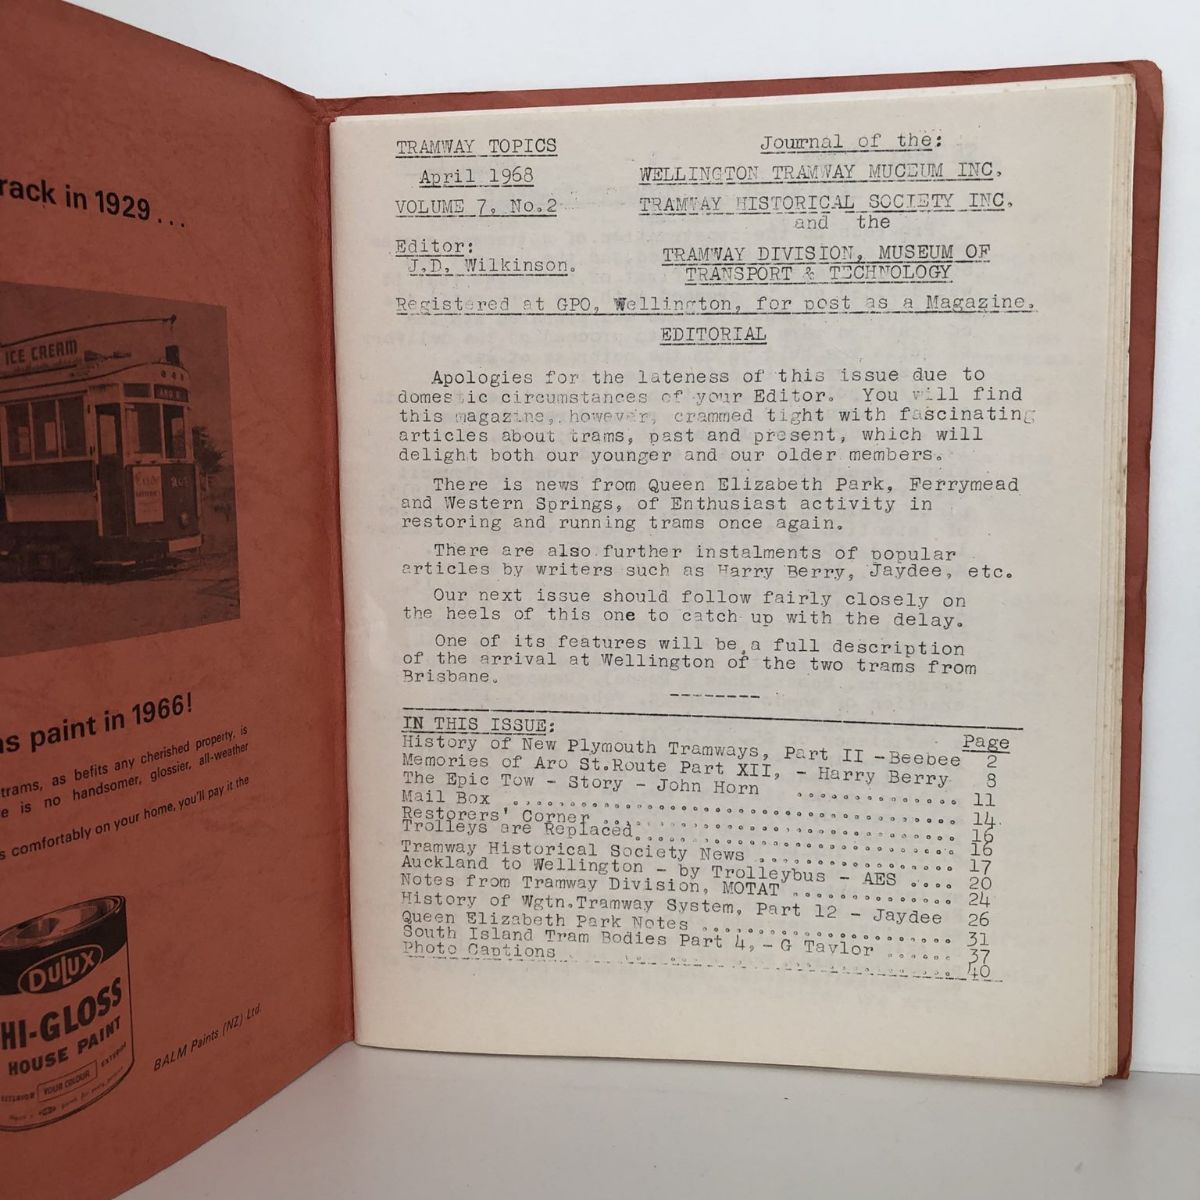 rack in 1929...
ICE CREAM
as paint in 1966!
trams, as befits any cherished property, is
e is no handsomer, glossier, all-weather
s comfortably on your home, you'll pay it the
DULUX
HI-GLOSS
HOUSE PAINT
EXTERIOR
YOUR COLOUR
BALM Paints (NZ) Ltd.
TRAMWAY TOPICS
April 1968
VOLUME 7, No.2
Editor:
J.D. Wilkinson.
Journal of the:
WELLINGTON TRAMWAY MUCEUM INC.
TRAMWAY HISTORICAL SOCIETY INC.
and the
TRAMWAY DIVISION, MUSEUM OF
TRANSPORT & TECHNOLOGY
Registered at GPO, Wellington, for post as a Magazine.
EDITORIAL
Apologies for the lateness of this issue due to
domestic circumstances of your Editor. You will find
this magazine, however, crammed tight with fascinating
articles about trams, past and present, which will
delight both our younger and our older members.
There is news from Queen Elizabeth Park, Ferrymead
and Western Springs, of Enthusiast activity in
restoring and running trams once again.
There are also further instalments of popular
articles by writers such as Harry Berry, Jaydee, etc.
Our next issue should follow fairly closely on
the heels of this one to catch up with the delay.
One of its features will be a full description
of the arrival at Wellington of the two trams from
Brisbane.
IN THIS ISSUE: Page
History of New Plymouth Tramways, Part II -Beebee 2
Memories of Aro St.Route Part XII, - Harry Berry 8
The Epic Tow - Story - John Horn ............. 11
Mail Box .............. 14
Restorers' Corner .............. 16
Trolleys are Replaced.............. 16
Tramway Historical Society News .............. 17
Auckland to Wellington - by Trolleybus - AES .... 20
Notes from Tramway Division, MOTAT .............. 24
History of Wgtn.Tramway System, Part 12 - Jaydee 26
Queen Elizabeth Park Notes .............. 31
South Island Tram Bodies Part 4, - G Taylor ...... 37
Photo Captions .............. 40